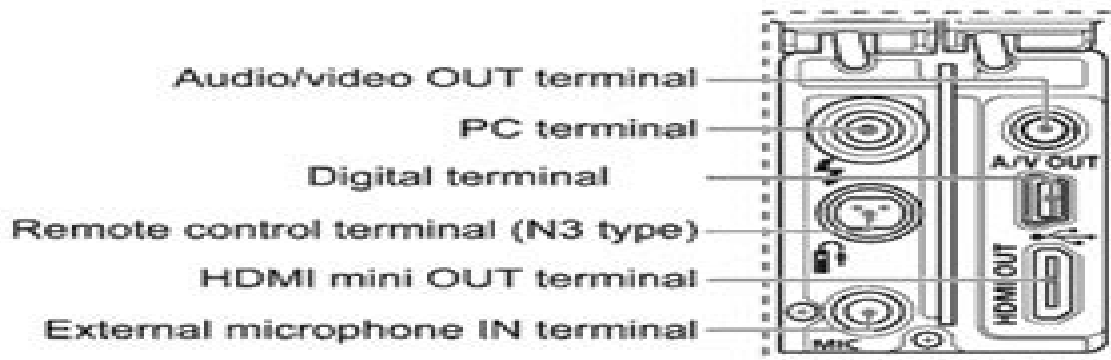 Audio/video OUT terminal
PC terminal
Digital terminal
Remote control terminal (N3 type)
HDMI mini OUT terminal
External microphone IN terminal
A/V OUT
HDMI OUT
MIC